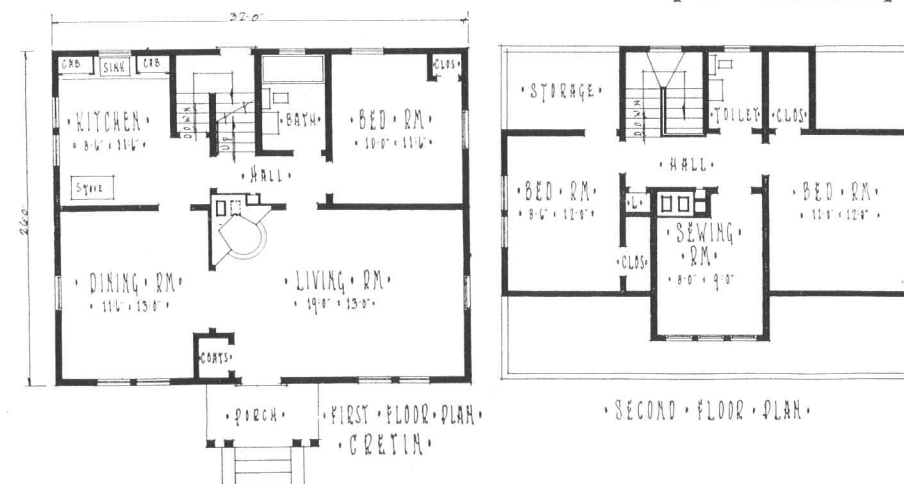 32'-0"
26'-0"
CAB
SINK
CAB
CLOS
· KITCHEN ·
· 8'-6" × 11'-6" ·
STOVE
DOWN
UP
· BATH ·
· BED · RM ·
· 10'-0" × 11'-6" ·
· HALL ·
· DINING · RM ·
· 11'-6" × 13'-0" ·
· LIVING · RM ·
· 19'-0" × 13'-0" ·
COATS
· PORCH ·
· FIRST · FLOOR · PLAN ·
· CRETIN ·
· STORAGE ·
DOWN
· TOILET ·
· CLOS ·
· HALL ·
· BED · RM ·
· 8'-6" × 12'-0" ·
· L ·
· CLOS ·
· SEWING ·
· RM ·
· 8'-0" × 9'-0" ·
· BED · RM ·
· 11'-0" × 12'-0" ·
· SECOND · FLOOR · PLAN ·